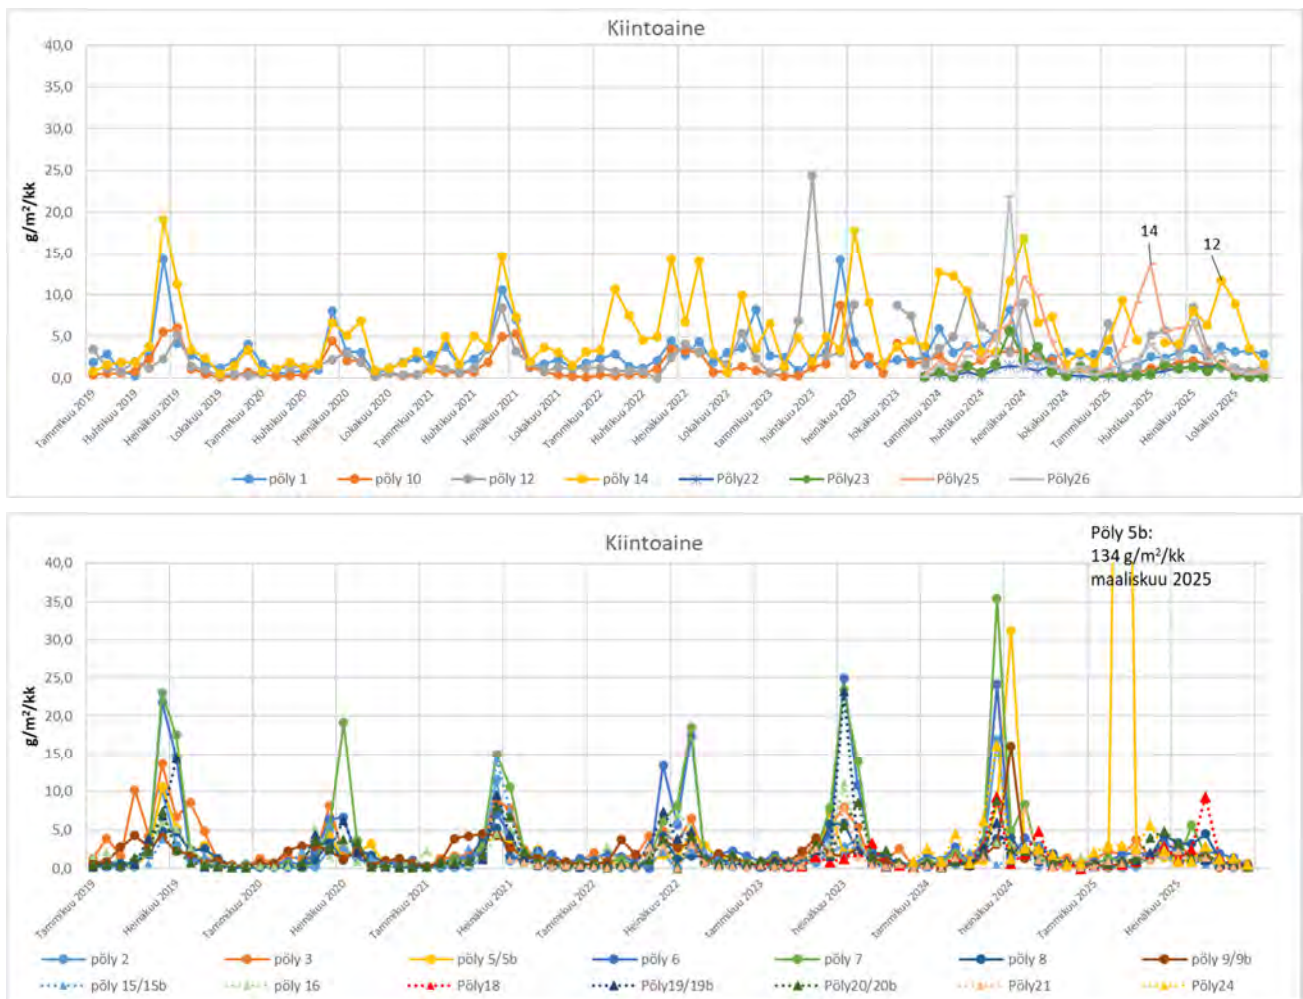 Kiintoaine
40,0
35,0
30,0
25,0
20,0
15,0
10,0
5,0
0,0
g/m²/kk
14
12
Tammikuu 2019
Huhtikuu 2019
Heinäkuu 2019
Lokakuu 2019
Tammikuu 2020
Huhtikuu 2020
Heinäkuu 2020
Lokakuu 2020
Tammikuu 2021
Huhtikuu 2021
Heinäkuu 2021
Lokakuu 2021
Tammikuu 2022
Huhtikuu 2022
Heinäkuu 2022
Lokakuu 2022
tammikuu 2023
huhtikuu 2023
heinäkuu 2023
lokakuu 2023
tammikuu 2024
huhtikuu 2024
heinäkuu 2024
lokakuu 2024
Tammikuu 2025
Huhtikuu 2025
Heinäkuu 2025
Lokakuu 2025
pöly 1 pöly 10 pöly 12 pöly 14 Pöly22 Pöly23 Pöly25 Pöly26
Kiintoaine
Pöly 5b:
134 g/m²/kk
maaliskuu 2025
40,0
35,0
30,0
25,0
20,0
15,0
10,0
5,0
0,0
g/m²/kk
Tammikuu 2019
Heinäkuu 2019
Tammikuu 2020
Heinäkuu 2020
Tammikuu 2021
Heinäkuu 2021
Tammikuu 2022
Heinäkuu 2022
tammikuu 2023
heinäkuu 2023
tammikuu 2024
heinäkuu 2024
Tammikuu 2025
Heinäkuu 2025
pöly 2 pöly 3 pöly 5/5b pöly 6 pöly 7 pöly 8 pöly 9/9b
pöly 15/15b pöly 16 Pöly18 Pöly19/19b Pöly20/20b Pöly21 Pöly24